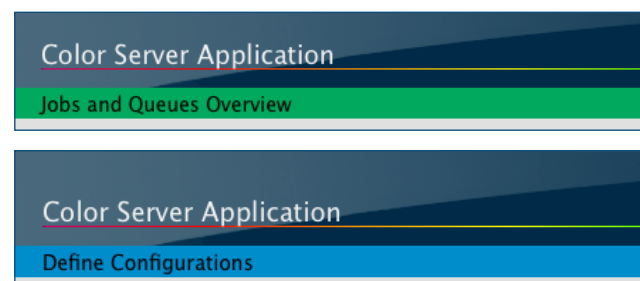 Color Server Application
Jobs and Queues Overview
Color Server Application
Define Configurations